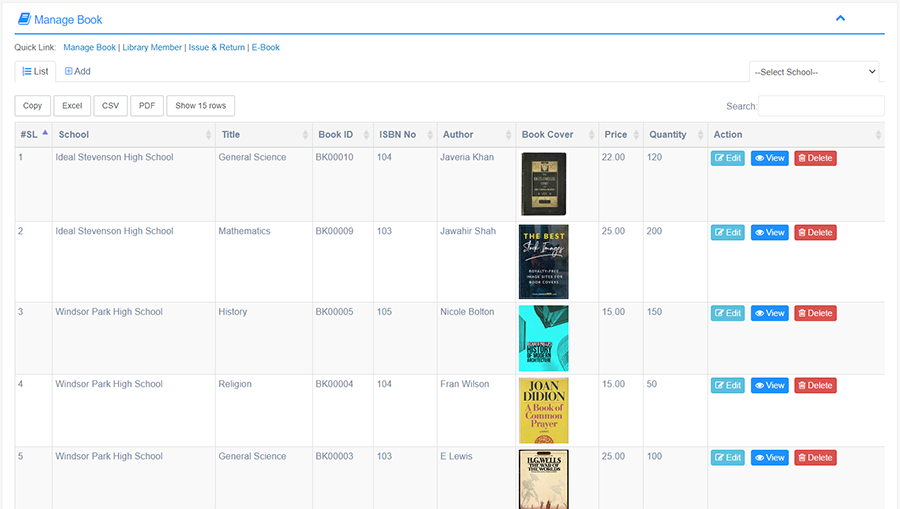 Manage Book
Quick Link: Manage Book | Library Member | Issue & Return | E-Book
List Add --Select School--
Copy Excel CSV PDF Show 15 rows Search:
#SL School Title Book ID ISBN No Author Book Cover Price Quantity Action
1 Ideal Stevenson High School General Science BK00010 104 Javeria Khan 22.00 120 Edit View Delete
2 Ideal Stevenson High School Mathematics BK00009 103 Jawahir Shah 25.00 200 Edit View Delete
THE BEST
Stock Images
ROYALTY-FREE
IMAGE SITES FOR
BOOK COVERS
3 Windsor Park High School History BK00005 105 Nicole Bolton 15.00 150 Edit View Delete
HISTORY
OF MODERN
ARCHITECTURE
4 Windsor Park High School Religion BK00004 104 Fran Wilson 15.00 50 Edit View Delete
JOAN
DIDION
A Book of
Common
Prayer
5 Windsor Park High School General Science BK00003 103 E Lewis 25.00 100 Edit View Delete
H.G. WELLS
THE WAR OF
THE WORLDS